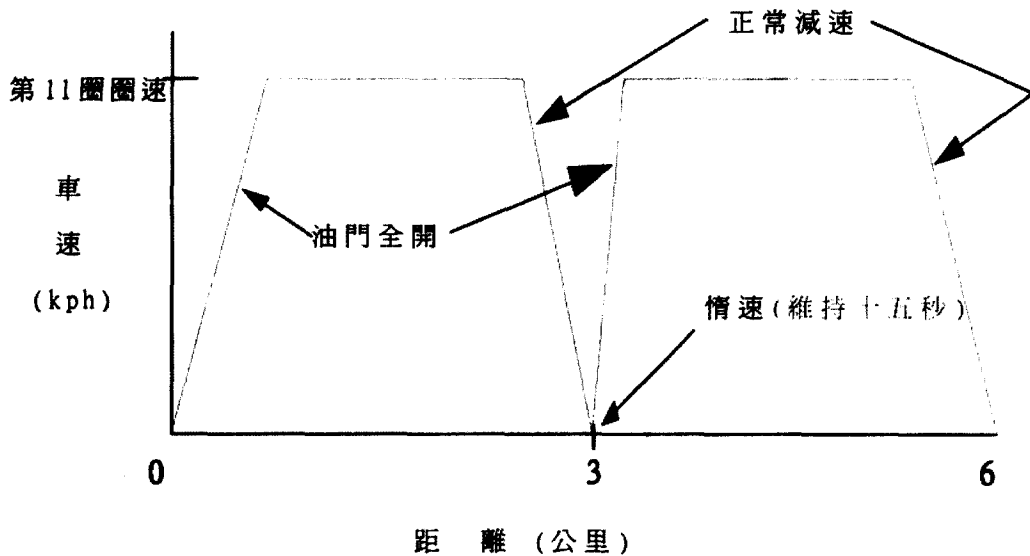 正常減速
第11圈圈速
車
速
(kph)
油門全開
惰速(維持十五秒)
0
3
6
距 離 (公里)